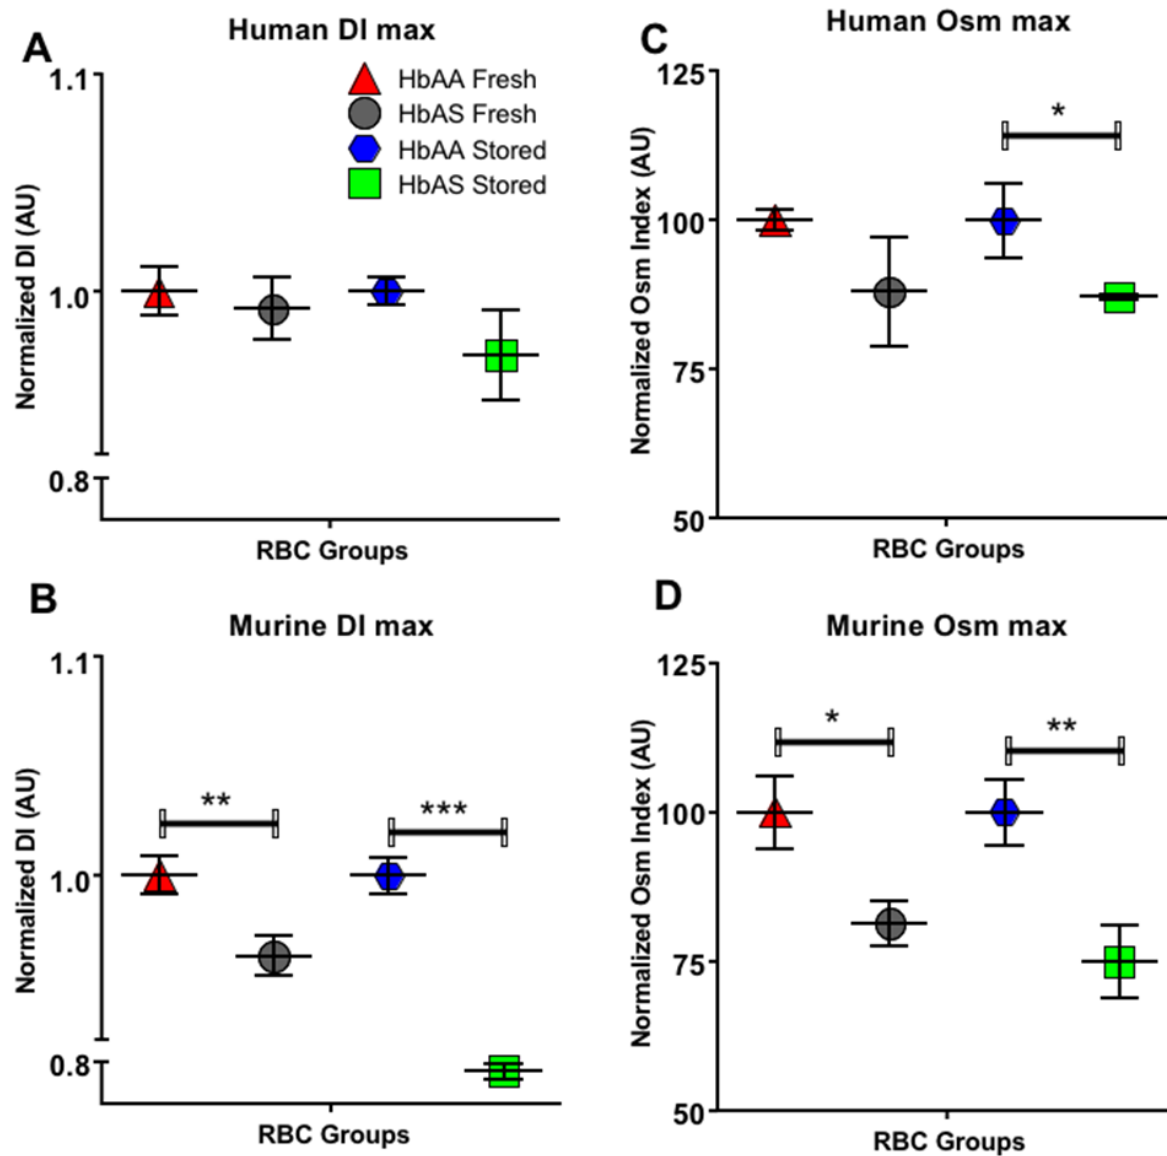 A
Human DI max
1.1
HbAA Fresh
HbAS Fresh
HbAA Stored
HbAS Stored
1.0
0.8
Normalized DI (AU)
RBC Groups
C
Human Osm max
125
*
100
75
50
Normalized Osm Index (AU)
RBC Groups
B
Murine DI max
1.1
**
***
1.0
0.8
Normalized DI (AU)
RBC Groups
D
Murine Osm max
125
*
**
100
75
50
Normalized Osm Index (AU)
RBC Groups